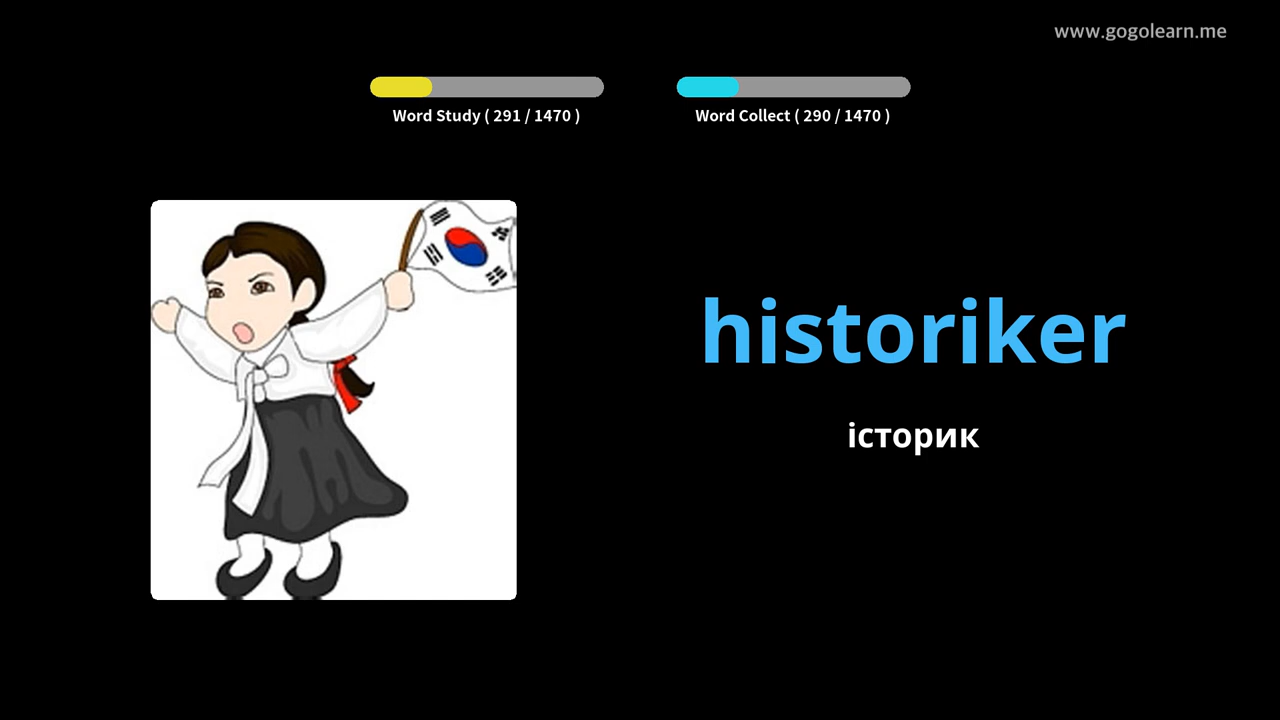 www.gogolearn.me
Word Study ( 291 / 1470 )
Word Collect ( 290 / 1470 )
historiker
історик